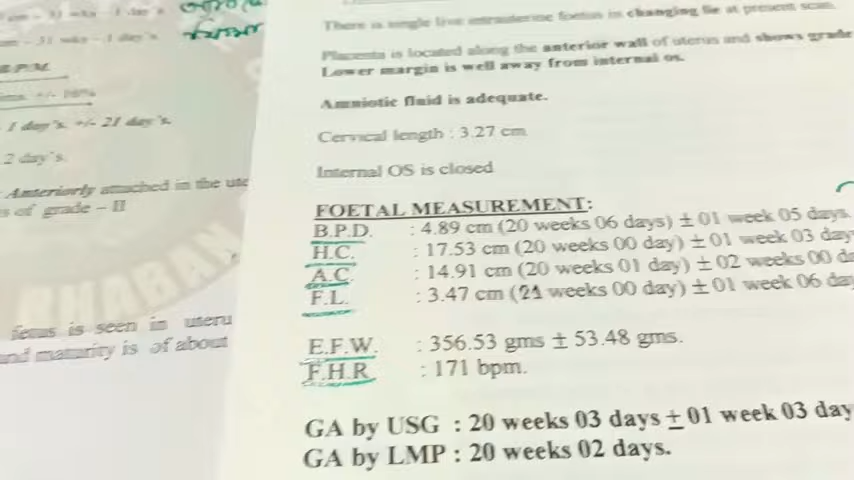 1 day's. +/- 21 day's.
2 day's.
Anteriorly attached in the ute
s of grade – II
fetus is seen in uteru
and maturity is of about
There is single live intrauterine foetus in changing lie at present scan.
Placenta is located along the anterior wall of uterus and shows grade
Lower margin is well away from internal os.
Amniotic fluid is adequate.
Cervical length : 3.27 cm
Internal OS is closed
FOETAL MEASUREMENT:
B.P.D. : 4.89 cm (20 weeks 06 days) ± 01 week 05 days.
H.C. : 17.53 cm (20 weeks 00 day) ± 01 week 03 day
A.C. : 14.91 cm (20 weeks 01 day) ± 02 weeks 00 da
F.L. : 3.47 cm (21 weeks 00 day) ± 01 week 06 day
E.F.W. : 356.53 gms ± 53.48 gms.
F.H.R : 171 bpm.
GA by USG : 20 weeks 03 days ± 01 week 03 day
GA by LMP : 20 weeks 02 days.